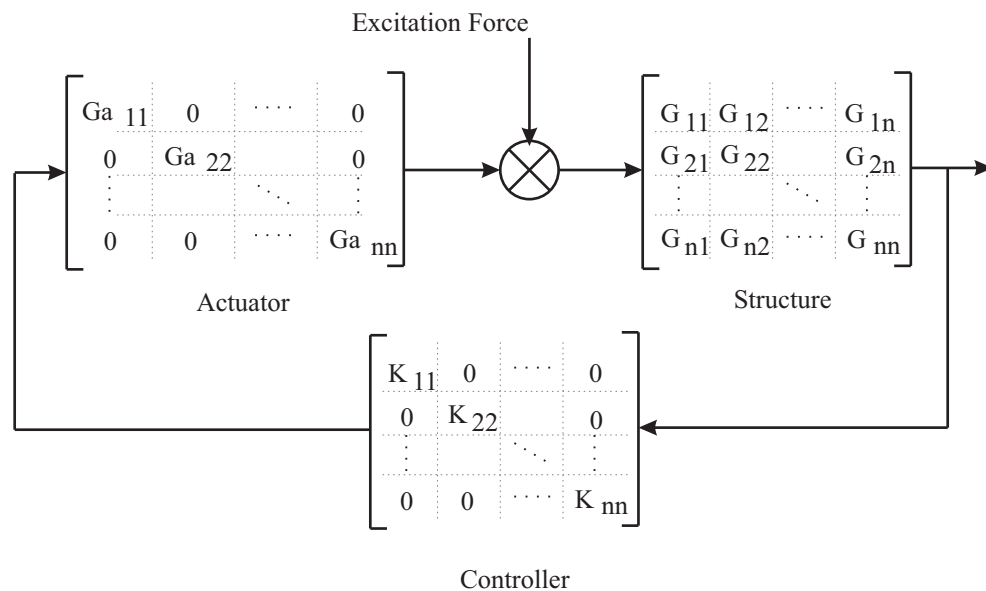 Excitation Force
Ga 11 0 ···· 0
0 Ga 22 0
0 0 ···· Ga nn
Actuator
G 11 G 12 ···· G 1n
G 21 G 22 G 2n
G n1 G n2 ···· G nn
Structure
K 11 0 ···· 0
0 K 22 0
0 0 ···· K nn
Controller